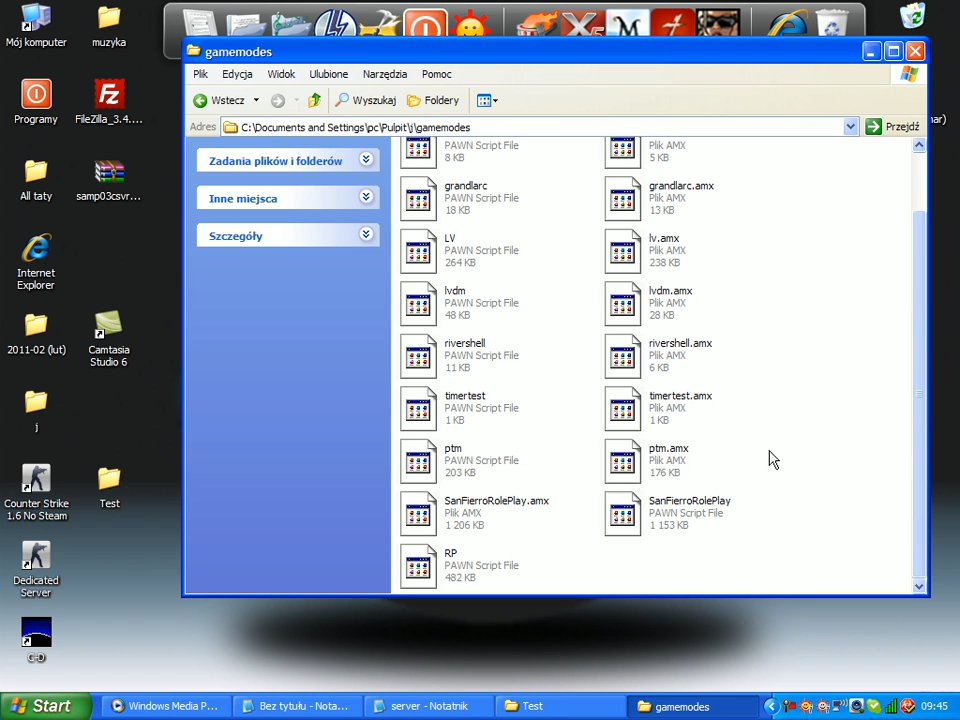 Mój komputer
muzyka
Programy
FileZilla_3.4....
All taty
samp03csvr...
Internet
Explorer
2011-02 (lut)
Camtasia
Studio 6
j
Counter Strike
1.6 No Steam
Test
Dedicated
Server
C-D
gamemodes
Plik Edycja Widok Ulubione Narzędzia Pomoc
Wstecz Wyszukaj Foldery
Adres C:\Documents and Settings\pc\Pulpit\j\gamemodes Przejdź
Zadania plików i folderów
Inne miejsca
Szczegóły
PAWN Script File
8 KB
Plik AMX
5 KB
grandlarc
PAWN Script File
18 KB
grandlarc.amx
Plik AMX
13 KB
LV
PAWN Script File
264 KB
lv.amx
Plik AMX
238 KB
lvdm
PAWN Script File
48 KB
lvdm.amx
Plik AMX
28 KB
rivershell
PAWN Script File
11 KB
rivershell.amx
Plik AMX
6 KB
timertest
PAWN Script File
1 KB
timertest.amx
Plik AMX
1 KB
ptm
PAWN Script File
203 KB
ptm.amx
Plik AMX
176 KB
SanFierroRolePlay.amx
Plik AMX
1 206 KB
SanFierroRolePlay
PAWN Script File
1 153 KB
RP
PAWN Script File
482 KB
Start
Windows Media P...
Bez tytułu - Nota...
server - Notatnik
Test
gamemodes
09:45